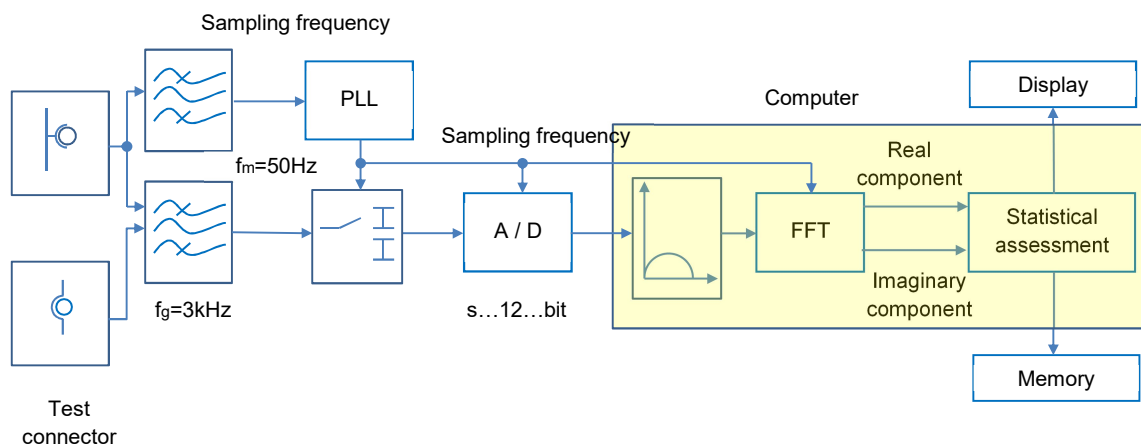 Sampling frequency
PLL
Computer
Display
Sampling frequency
fm=50Hz
Real
component
A / D
FFT
Statistical
assessment
Imaginary
component
fg=3kHz
s…12…bit
Memory
Test
connector